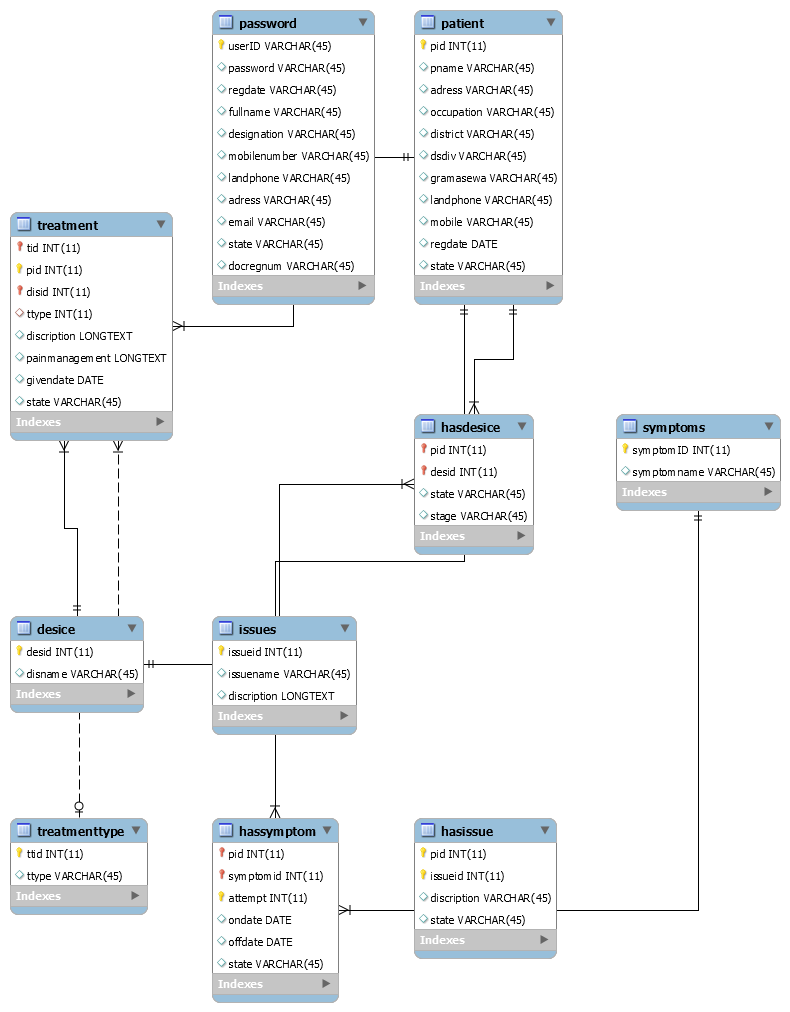 password
userID VARCHAR(45)
password VARCHAR(45)
regdate VARCHAR(45)
fullname VARCHAR(45)
designation VARCHAR(45)
mobilenumber VARCHAR(45)
landphone VARCHAR(45)
adress VARCHAR(45)
email VARCHAR(45)
state VARCHAR(45)
docregnum VARCHAR(45)
Indexes
patient
pid INT(11)
pname VARCHAR(45)
adress VARCHAR(45)
occupation VARCHAR(45)
district VARCHAR(45)
dsdiv VARCHAR(45)
gramasewa VARCHAR(45)
landphone VARCHAR(45)
mobile VARCHAR(45)
regdate DATE
state VARCHAR(45)
Indexes
treatment
tid INT(11)
pid INT(11)
disid INT(11)
ttype INT(11)
discription LONGTEXT
painmanagement LONGTEXT
givendate DATE
state VARCHAR(45)
Indexes
hasdesice
pid INT(11)
desid INT(11)
state VARCHAR(45)
stage VARCHAR(45)
Indexes
symptoms
symptomID INT(11)
symptomname VARCHAR(45)
Indexes
desice
desid INT(11)
disname VARCHAR(45)
Indexes
issues
issueid INT(11)
issuename VARCHAR(45)
discription LONGTEXT
Indexes
treatmenttype
ttid INT(11)
ttype VARCHAR(45)
Indexes
hassymptom
pid INT(11)
symptomid INT(11)
attempt INT(11)
ondate DATE
offdate DATE
state VARCHAR(45)
Indexes
hasissue
pid INT(11)
issueid INT(11)
discription VARCHAR(45)
state VARCHAR(45)
Indexes